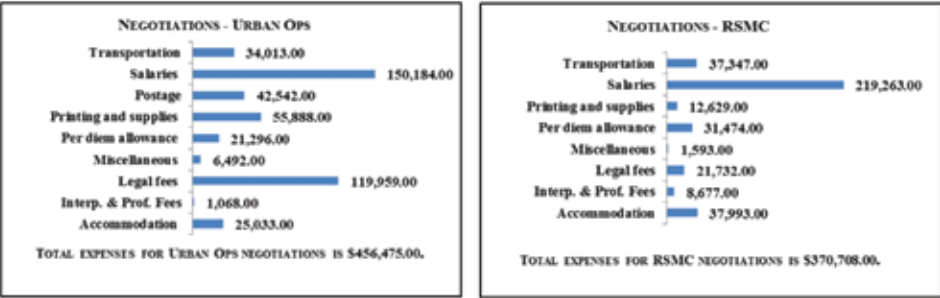 NEGOTIATIONS - URBAN OPS
Transportation 34,013.00
Salaries 150,184.00
Postage 42,542.00
Printing and supplies 55,888.00
Per diem allowance 21,296.00
Miscellaneous 6,492.00
Legal fees 119,959.00
Interp. & Prof. Fees 1,068.00
Accommodation 25,033.00
TOTAL EXPENSES FOR URBAN OPS NEGOTIATIONS IS $456,475.00.
NEGOTIATIONS - RSMC
Transportation 37,347.00
Salaries 219,263.00
Printing and supplies 12,629.00
Per diem allowance 31,474.00
Miscellaneous 1,593.00
Legal fees 21,732.00
Interp. & Prof. Fees 8,677.00
Accommodation 37,993.00
TOTAL EXPENSES FOR RSMC NEGOTIATIONS IS $370,708.00.